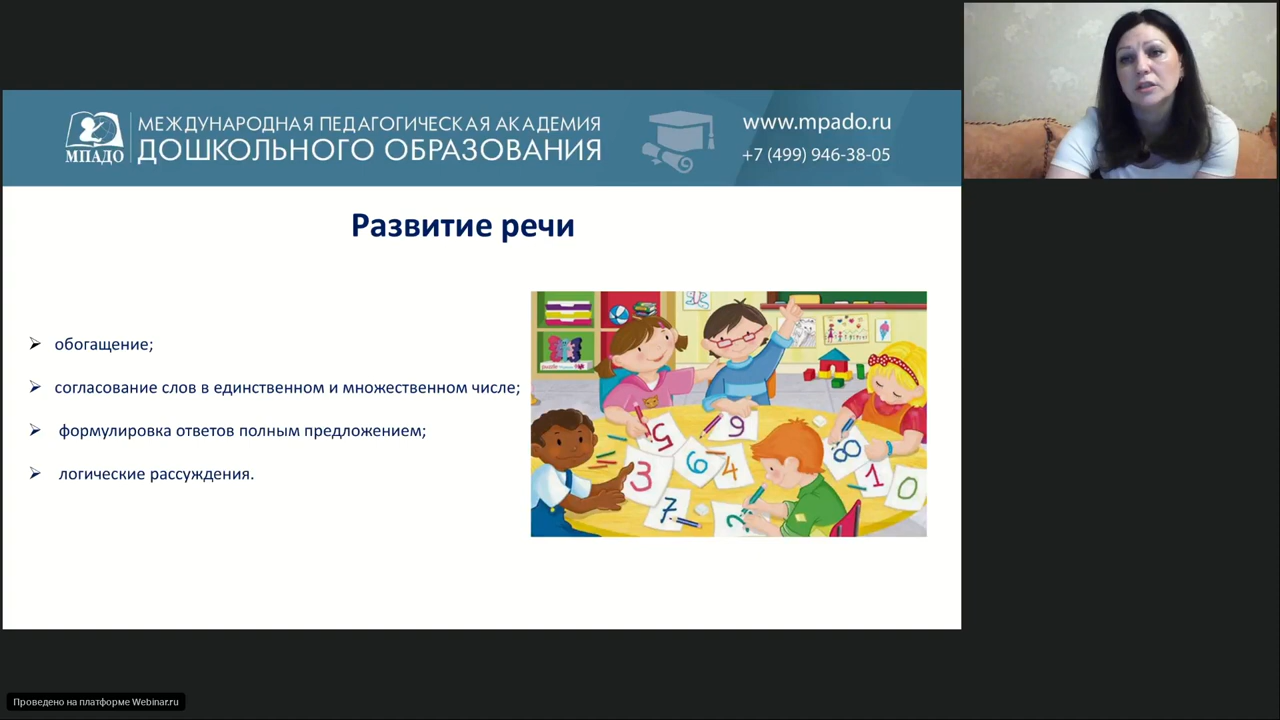 МПАДО
МЕЖДУНАРОДНАЯ ПЕДАГОГИЧЕСКАЯ АКАДЕМИЯ
ДОШКОЛЬНОГО ОБРАЗОВАНИЯ
www.mpado.ru
+7 (499) 946-38-05
Развитие речи
обогащение;
согласование слов в единственном и множественном числе;
формулировка ответов полным предложением;
логические рассуждения.
puzzle
5
9
3
6
4
8
1
0
7
2
Проведено на платформе Webinar.ru